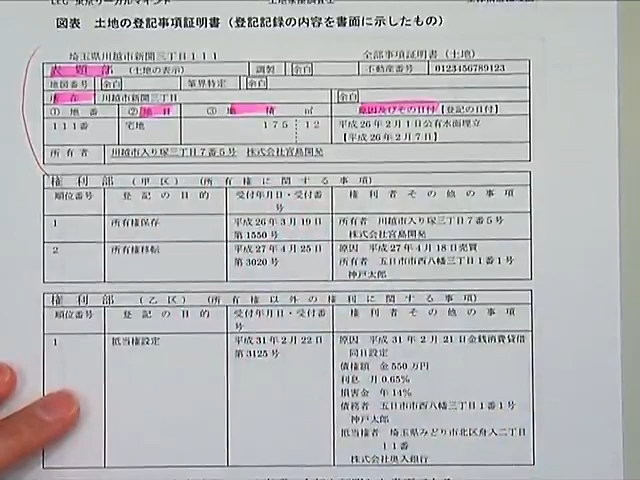 LEC 東京リーガルマインド
図表　土地の登記事項証明書（登記記録の内容を書面に示したもの）
埼玉県川越市新闘三丁目１１１　全部事項証明書（土地）
表　題　部　（土地の表示）　調製　余白　不動産番号　0123456789123
地図番号　余白　筆界特定　余白
所　在　川越市新闘三丁目　余白
①　地　番　②　地　目　③　地　積　㎡　原因及びその日付【登記の日付】
１１１番　宅地　１７５　１２　平成26年２月１日公有水面埋立
【平成26年２月７日】
所　有　者　川越市入り塚三丁目７番５号　株式会社宮島開発
権　利　部　（甲　区）　（所　有　権　に　関　す　る　事　項）
順位番号　登　記　の　目　的　受付年月日・受付番号　権　利　者　そ　の　他　の　事　項
1　所有権保存　平成26年３月19日　所有者　川越市入り塚三丁目７番５号
第1550号　株式会社宮島開発
2　所有権移転　平成27年４月25日　原因　平成27年４月18日売買
第3020号　所有者　五日市市西八幡三丁目１番１号
神戸太郎
権　利　部　（乙　区）　（所　有　権　以　外　の　権　利　に　関　す　る　事　項）
順位番号　登　記　の　目　的　受付年月日・受付番号　権　利　者　そ　の　他　の　事　項
1　抵当権設定　平成31年２月22日　原因　平成31年２月21日金銭消費貸借
第3125号　同日設定
債権額　金550万円
利息　月0.65%
損害金　年14%
債務者　五日市市西八幡三丁目１番１号
神戸太郎
抵当権者　埼玉県みどり市北区舟入二丁目
１１番
株式会社奥入銀行